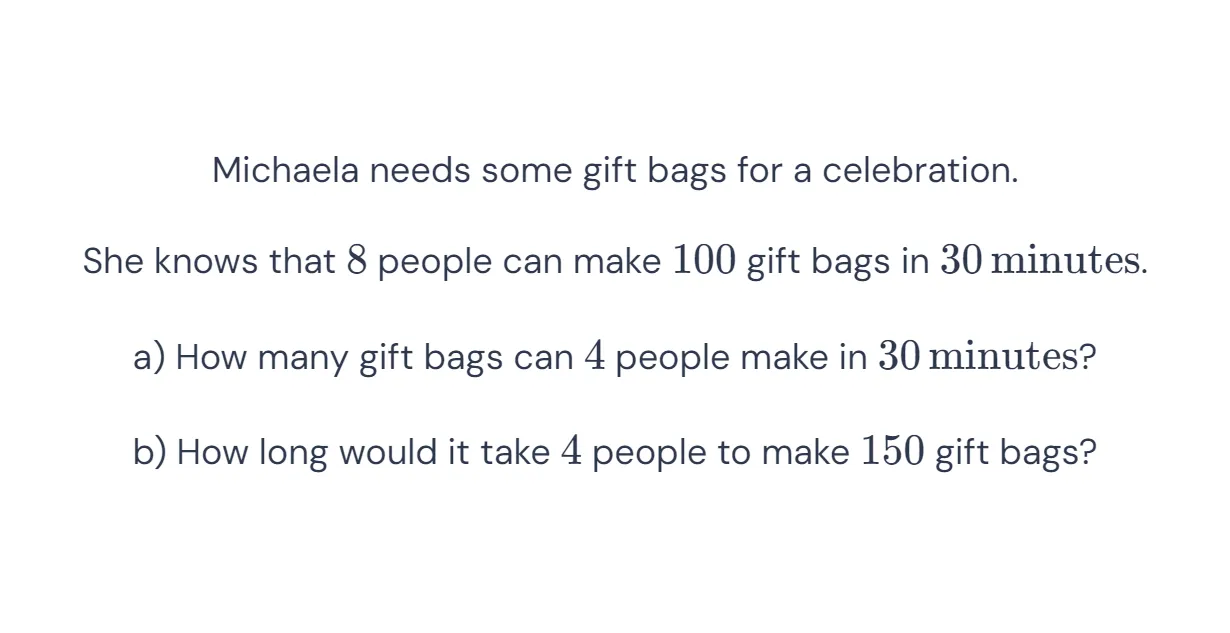 Michaela needs some gift bags for a celebration.
She knows that 8 people can make 100 gift bags in 30 minutes.
a) How many gift bags can 4 people make in 30 minutes?
b) How long would it take 4 people to make 150 gift bags?